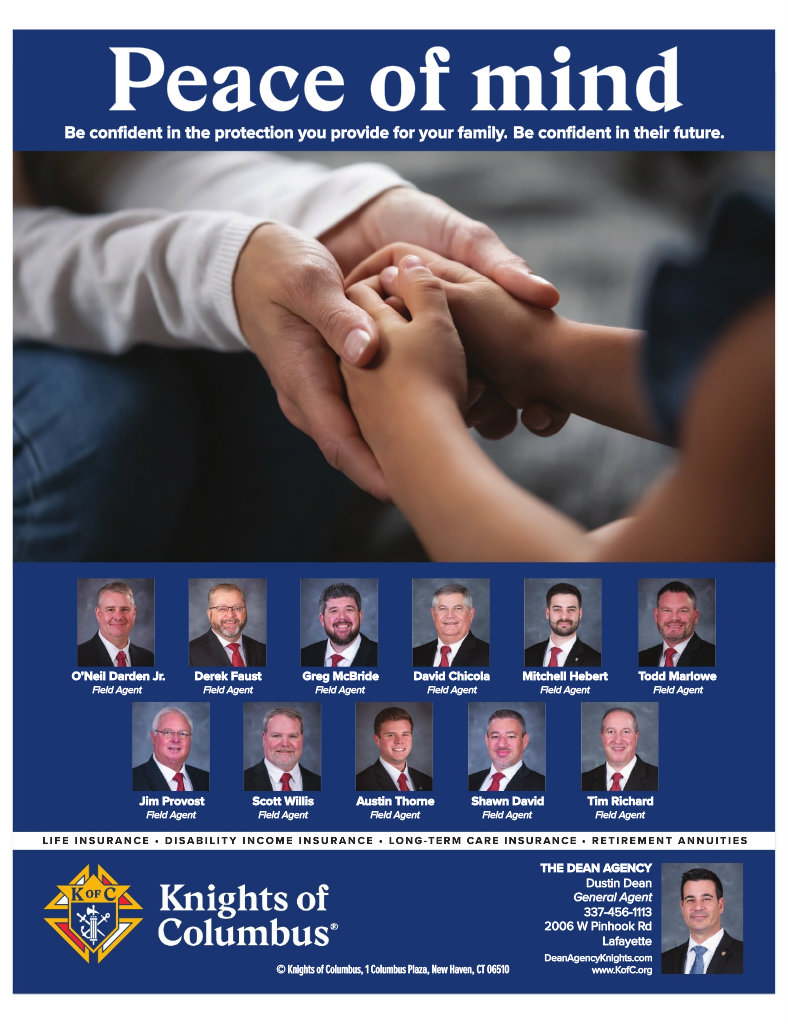 Peace of mind
Be confident in the protection you provide for your family. Be confident in their future.
O'Neil Darden Jr.
Field Agent
Derek Faust
Field Agent
Greg McBride
Field Agent
David Chicola
Field Agent
Mitchell Hebert
Field Agent
Todd Marlowe
Field Agent
Jim Provost
Field Agent
Scott Willis
Field Agent
Austin Thorne
Field Agent
Shawn David
Field Agent
Tim Richard
Field Agent
LIFE INSURANCE • DISABILITY INCOME INSURANCE • LONG-TERM CARE INSURANCE • RETIREMENT ANNUITIES
K OF C
Knights of
Columbus®
© Knights of Columbus, 1 Columbus Plaza, New Haven, CT 06510
THE DEAN AGENCY
Dustin Dean
General Agent
337-456-1113
2006 W Pinhook Rd
Lafayette
DeanAgencyKnights.com
www.KofC.org